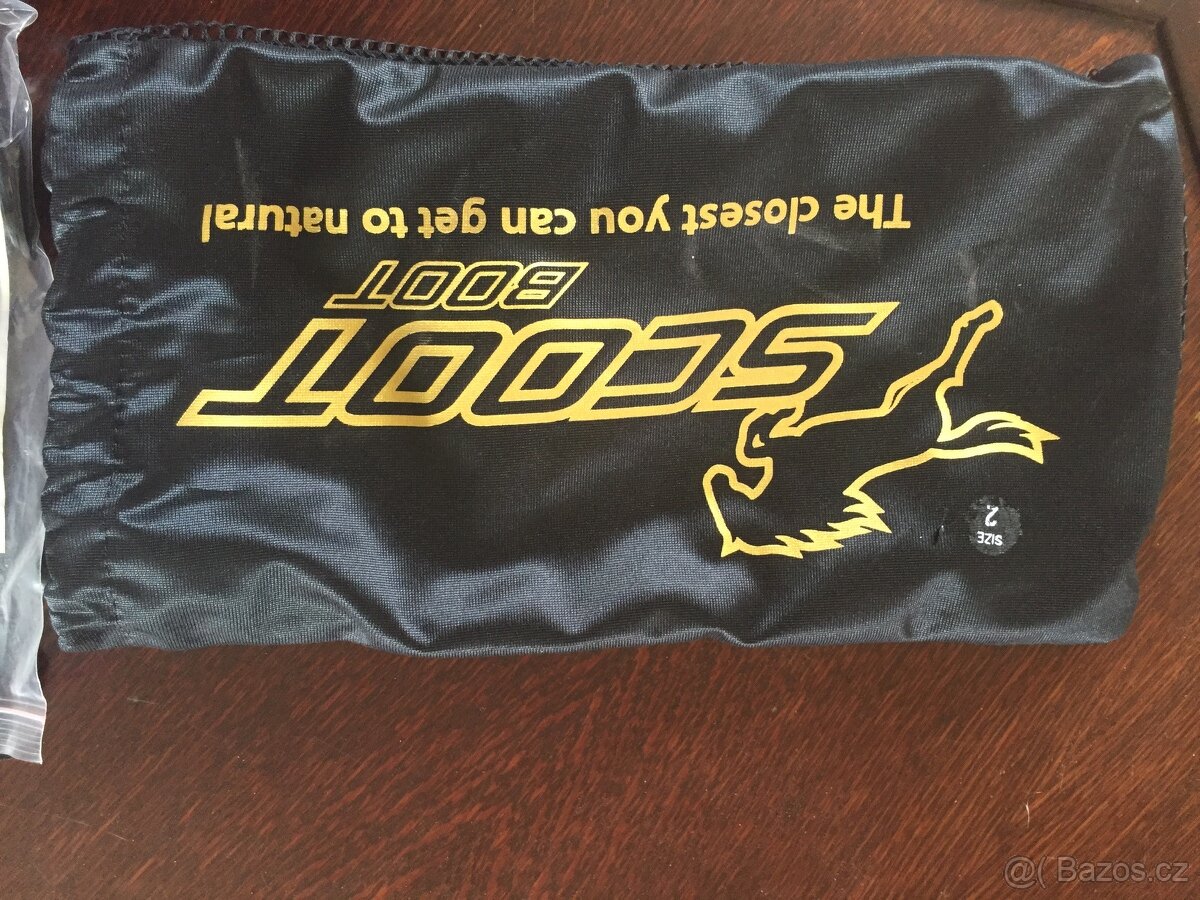 SIZE
2
SCOOT
BOOT
The closest you can get to natural
@( Bazos.cz